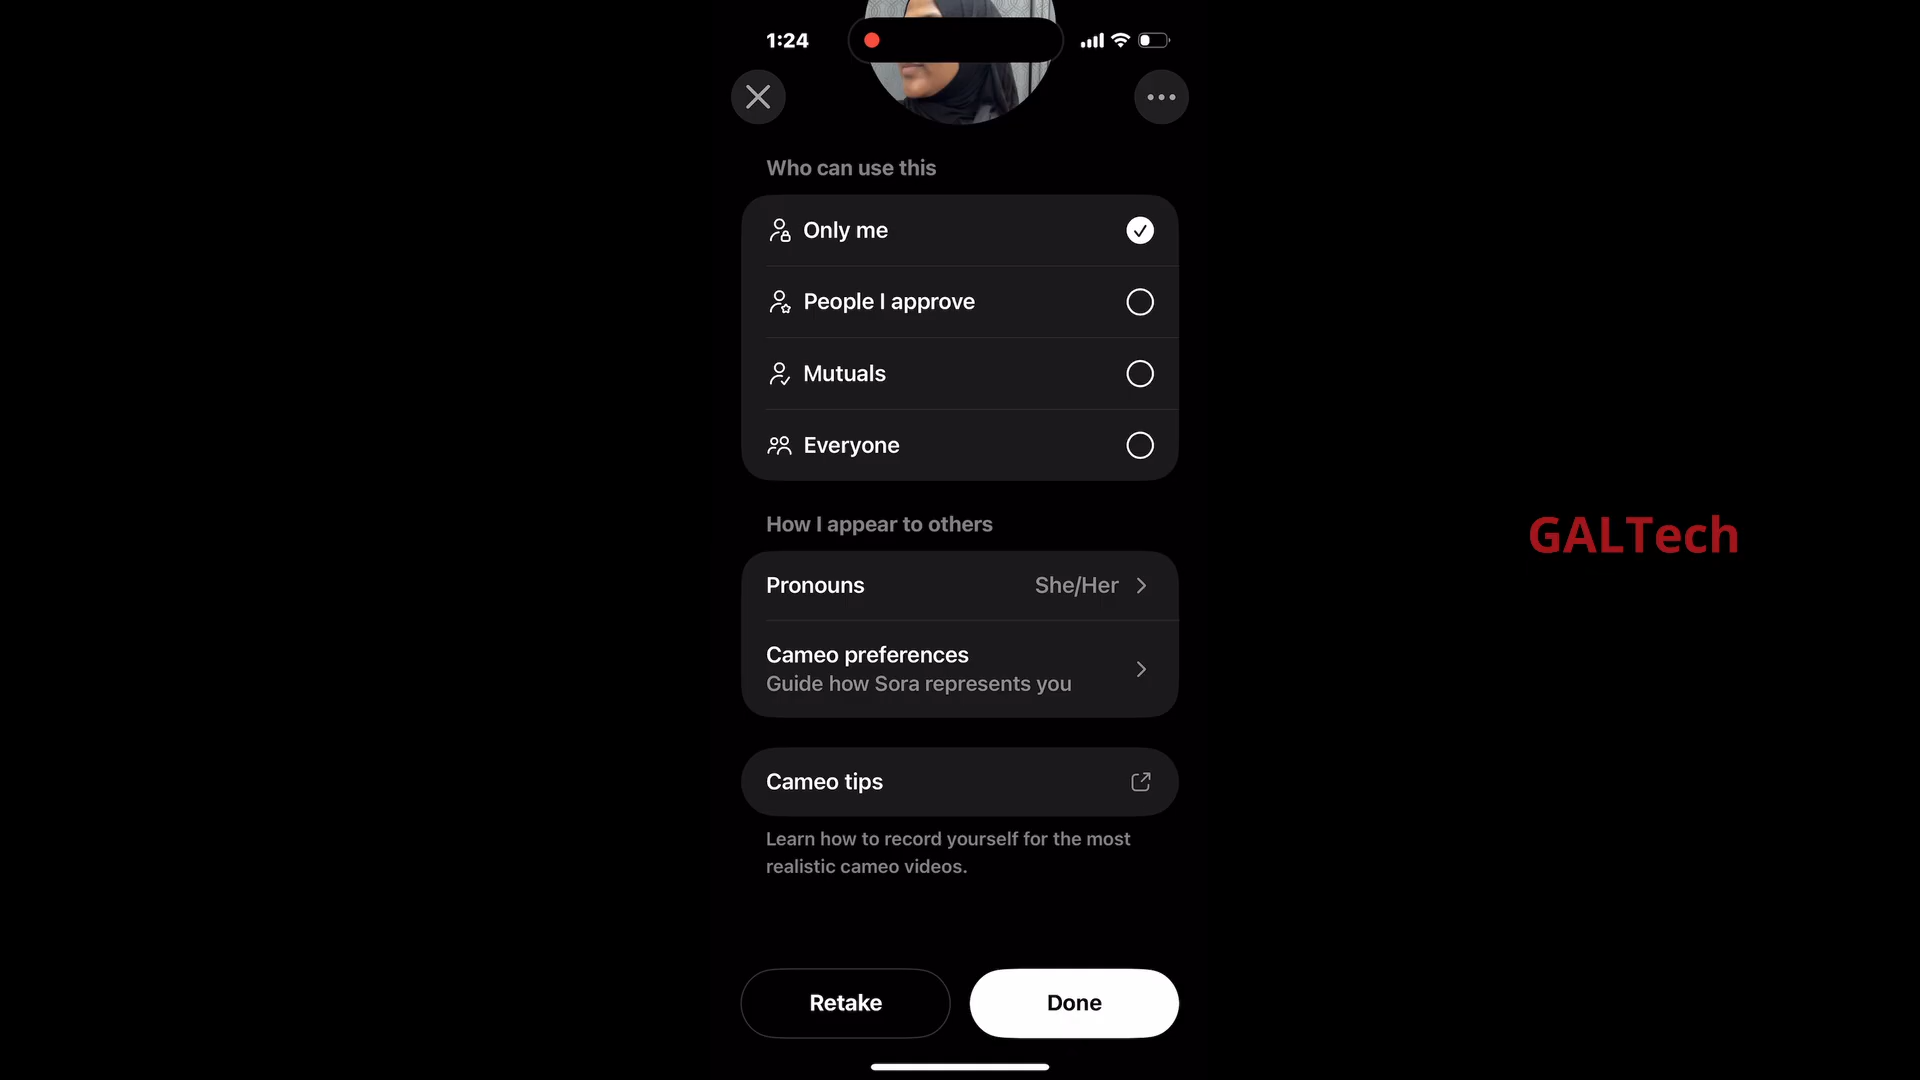 1:24
Who can use this
Only me
People I approve
Mutuals
Everyone
How I appear to others
Pronouns She/Her
Cameo preferences
Guide how Sora represents you
Cameo tips
Learn how to record yourself for the most
realistic cameo videos.
Retake Done
GALTech